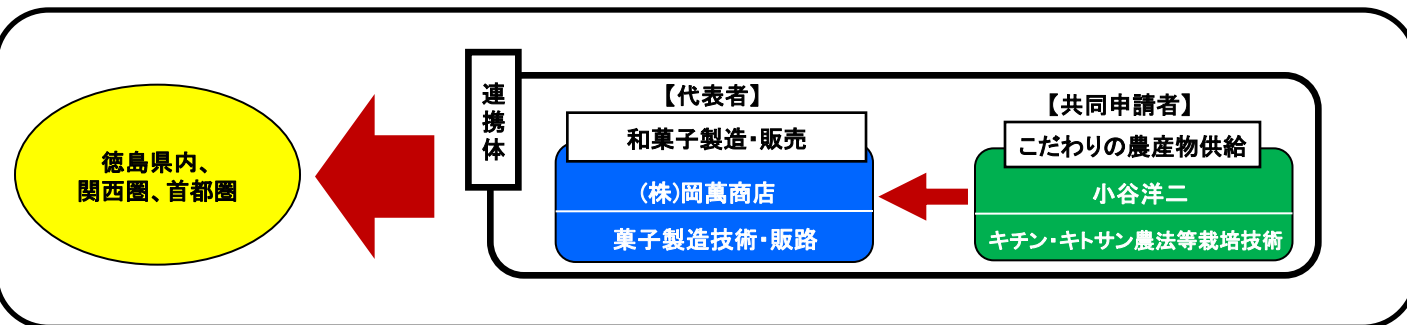 徳島県内、
関西圏、首都圏
連携体
【代表者】
和菓子製造・販売
(株)岡萬商店
菓子製造技術・販路
【共同申請者】
こだわりの農産物供給
小谷洋二
キチン・キトサン農法等栽培技術